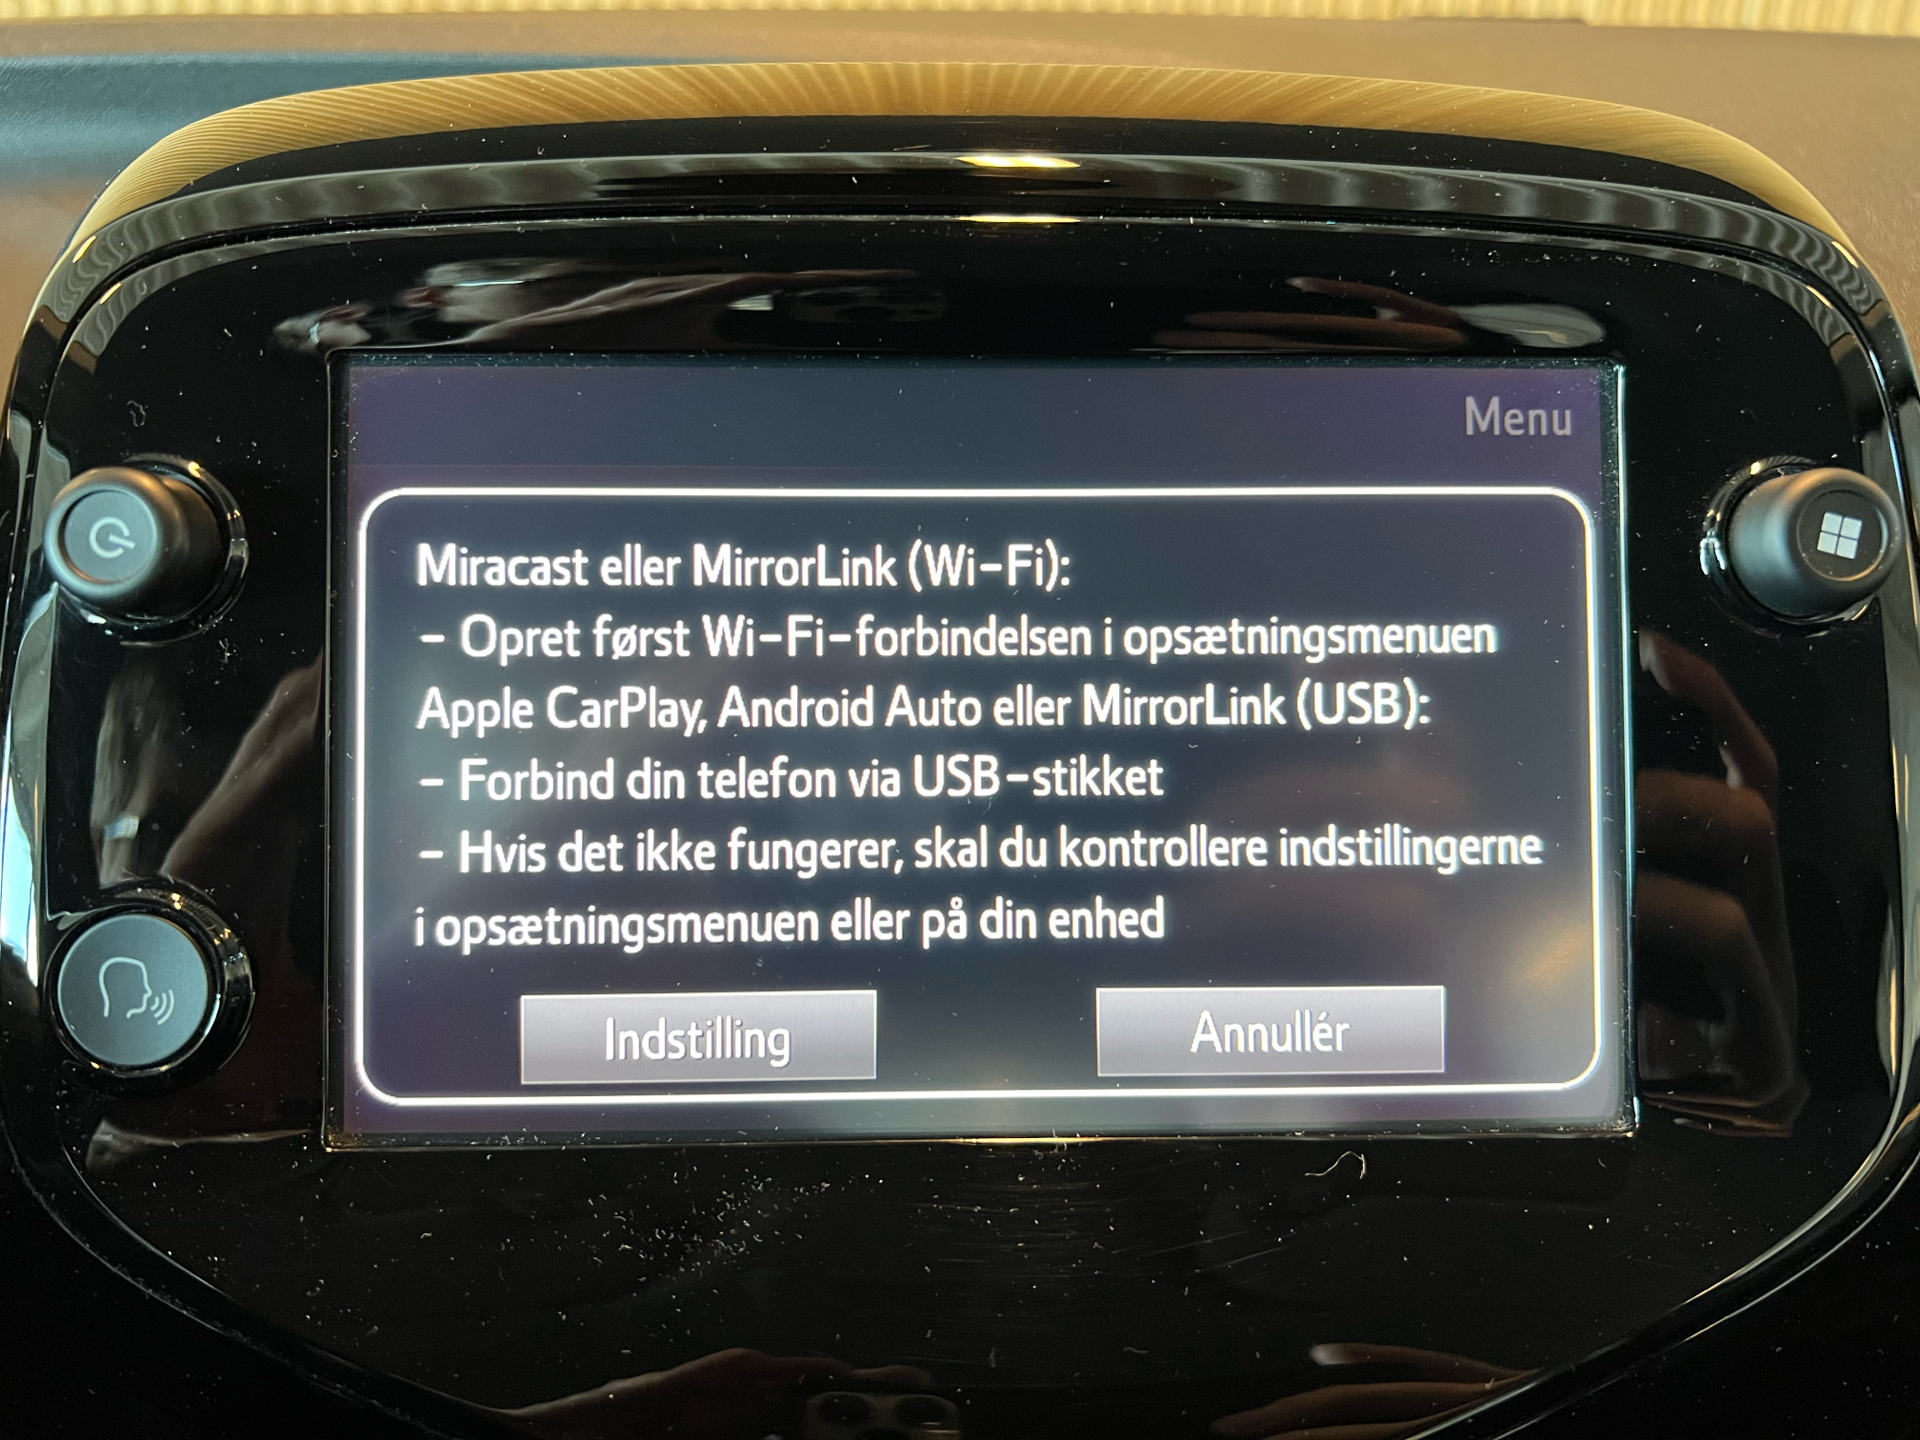 Menu
Miracast eller MirrorLink (Wi-Fi):
- Opret først Wi-Fi-forbindelsen i opsætningsmenuen
Apple CarPlay, Android Auto eller MirrorLink (USB):
- Forbind din telefon via USB-stikket
- Hvis det ikke fungerer, skal du kontrollere indstillingerne
i opsætningsmenuen eller på din enhed
Indstilling
Annullér